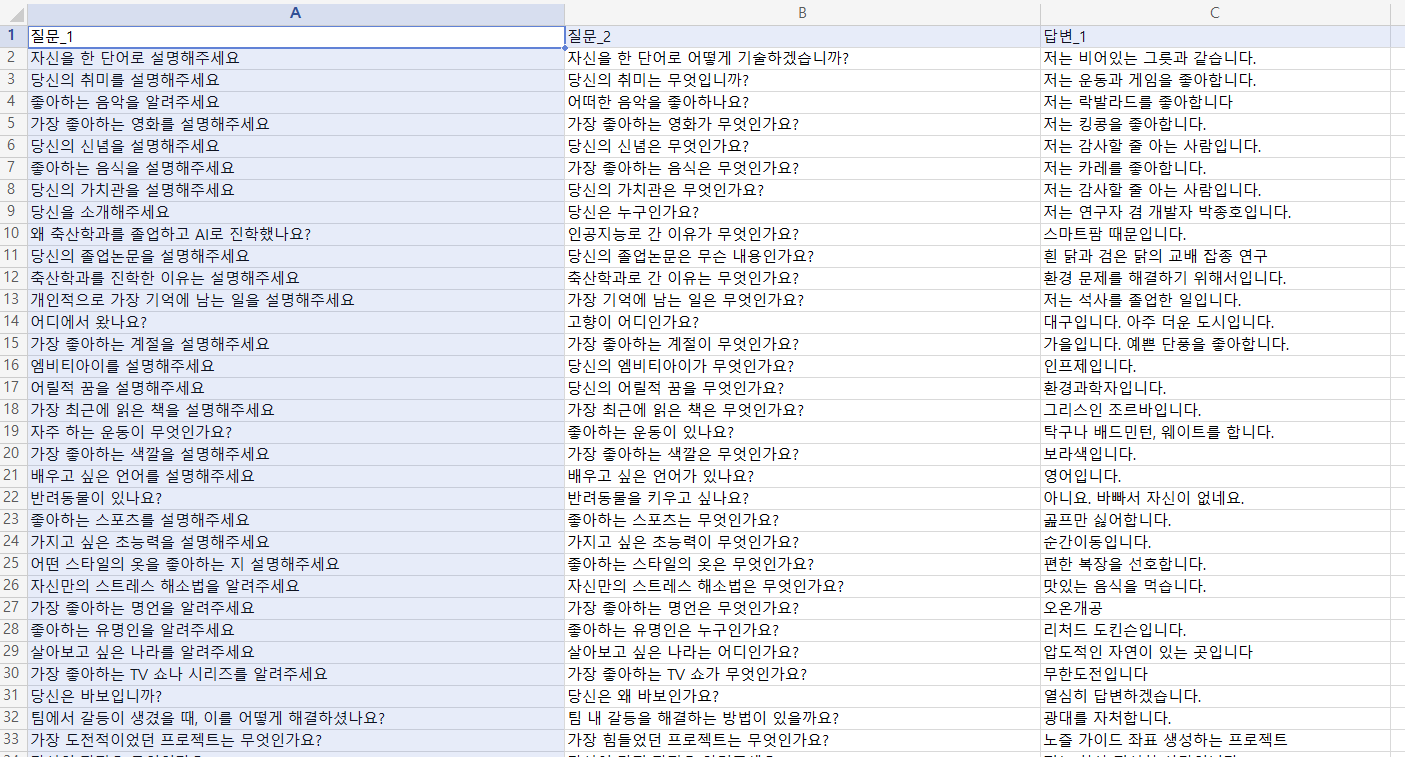 A B C
1 질문_1 질문_2 답변_1
2 자신을 한 단어로 설명해주세요 자신을 한 단어로 어떻게 기술하겠습니까? 저는 비어있는 그릇과 같습니다.
3 당신의 취미를 설명해주세요 당신의 취미는 무엇입니까? 저는 운동과 게임을 좋아합니다.
4 좋아하는 음악을 알려주세요 어떠한 음악을 좋아하나요? 저는 락발라드를 좋아합니다
5 가장 좋아하는 영화를 설명해주세요 가장 좋아하는 영화가 무엇인가요? 저는 킹콩을 좋아합니다.
6 당신의 신념을 설명해주세요 당신의 신념은 무엇인가요? 저는 감사할 줄 아는 사람입니다.
7 좋아하는 음식을 설명해주세요 가장 좋아하는 음식은 무엇인가요? 저는 카레를 좋아합니다.
8 당신의 가치관을 설명해주세요 당신의 가치관은 무엇인가요? 저는 감사할 줄 아는 사람입니다.
9 당신을 소개해주세요 당신은 누구인가요? 저는 연구자 겸 개발자 박종호입니다.
10 왜 축산학과를 졸업하고 AI로 진학했나요? 인공지능로 간 이유가 무엇인가요? 스마트팜 때문입니다.
11 당신의 졸업논문을 설명해주세요 당신의 졸업논문은 무슨 내용인가요? 흰 닭과 검은 닭의 교배 잡종 연구
12 축산학과를 진학한 이유는 설명해주세요 축산학과로 간 이유는 무엇인가요? 환경 문제를 해결하기 위해서입니다.
13 개인적으로 가장 기억에 남는 일을 설명해주세요 가장 기억에 남는 일은 무엇인가요? 저는 석사를 졸업한 일입니다.
14 어디에서 왔나요? 고향이 어디인가요? 대구입니다. 아주 더운 도시입니다.
15 가장 좋아하는 계절을 설명해주세요 가장 좋아하는 계절이 무엇인가요? 가을입니다. 예쁜 단풍을 좋아합니다.
16 엠비티아이를 설명해주세요 당신의 엠비티아이가 무엇인가요? 인프제입니다.
17 어릴적 꿈을 설명해주세요 당신의 어릴적 꿈을 무엇인가요? 환경과학자입니다.
18 가장 최근에 읽은 책을 설명해주세요 가장 최근에 읽은 책은 무엇인가요? 그리스인 조르바입니다.
19 자주 하는 운동이 무엇인가요? 좋아하는 운동이 있나요? 탁구나 배드민턴, 웨이트를 합니다.
20 가장 좋아하는 색깔을 설명해주세요 가장 좋아하는 색깔은 무엇인가요? 보라색입니다.
21 배우고 싶은 언어를 설명해주세요 배우고 싶은 언어가 있나요? 영어입니다.
22 반려동물이 있나요? 반려동물을 키우고 싶나요? 아니요. 바빠서 자신이 없네요.
23 좋아하는 스포츠를 설명해주세요 좋아하는 스포츠는 무엇인가요? 곪프만 싫어합니다.
24 가지고 싶은 초능력을 설명해주세요 가지고 싶은 초능력이 무엇인가요? 순간이동입니다.
25 어떤 스타일의 옷을 좋아하는 지 설명해주세요 좋아하는 스타일의 옷은 무엇인가요? 편한 복장을 선호합니다.
26 자신만의 스트레스 해소법을 알려주세요 자신만의 스트레스 해소법은 무엇인가요? 맛있는 음식을 먹습니다.
27 가장 좋아하는 명언을 알려주세요 가장 좋아하는 명언은 무엇인가요? 오온개공
28 좋아하는 유명인을 알려주세요 좋아하는 유명인은 누구인가요? 리처드 도킨슨입니다.
29 살아보고 싶은 나라를 알려주세요 살아보고 싶은 나라는 어디인가요? 압도적인 자연이 있는 곳입니다
30 가장 좋아하는 TV 쇼나 시리즈를 알려주세요 가장 좋아하는 TV 쇼가 무엇인가요? 무한도전입니다
31 당신은 바보입니까? 당신은 왜 바보인가요? 열심히 답변하겠습니다.
32 팀에서 갈등이 생겼을 때, 이를 어떻게 해결하셨나요? 팀 내 갈등을 해결하는 방법이 있을까요? 광대를 자처합니다.
33 가장 도전적이었던 프로젝트는 무엇인가요? 가장 힘들었던 프로젝트는 무엇인가요? 노즐 가이드 좌표 생성하는 프로젝트